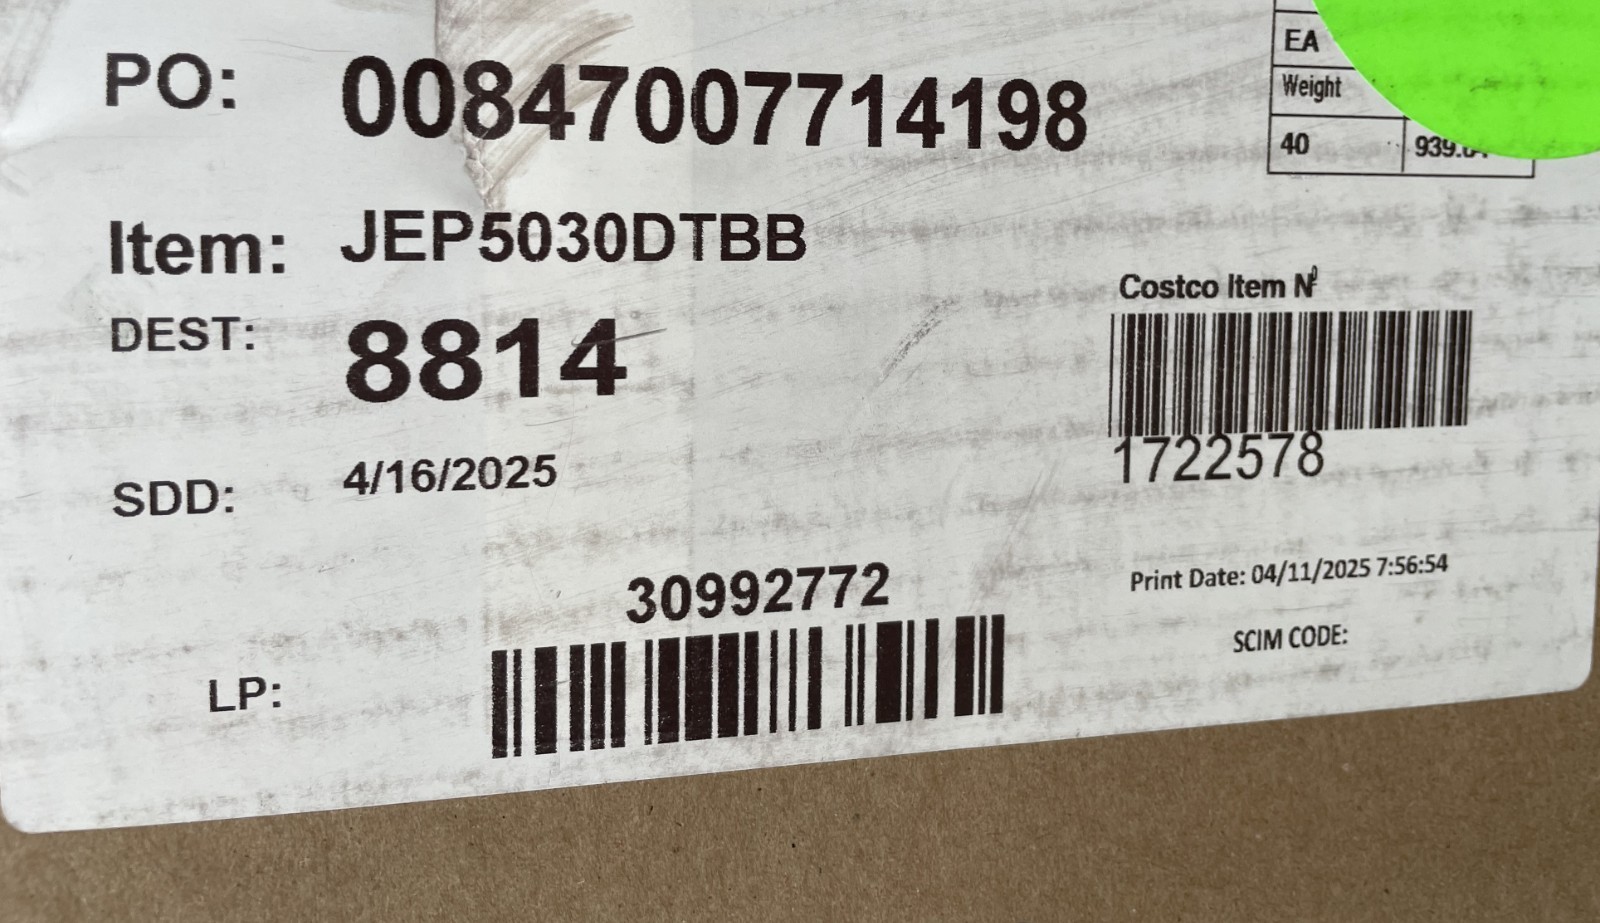 EA
PO: 00847007714198
Weight
40
Item: JEP5030DTBB
Costco Item Nº
DEST: 8814
1722578
SDD: 4/16/2025
Print Date: 04/11/2025 7:56:54
30992772
SCIM CODE:
LP: